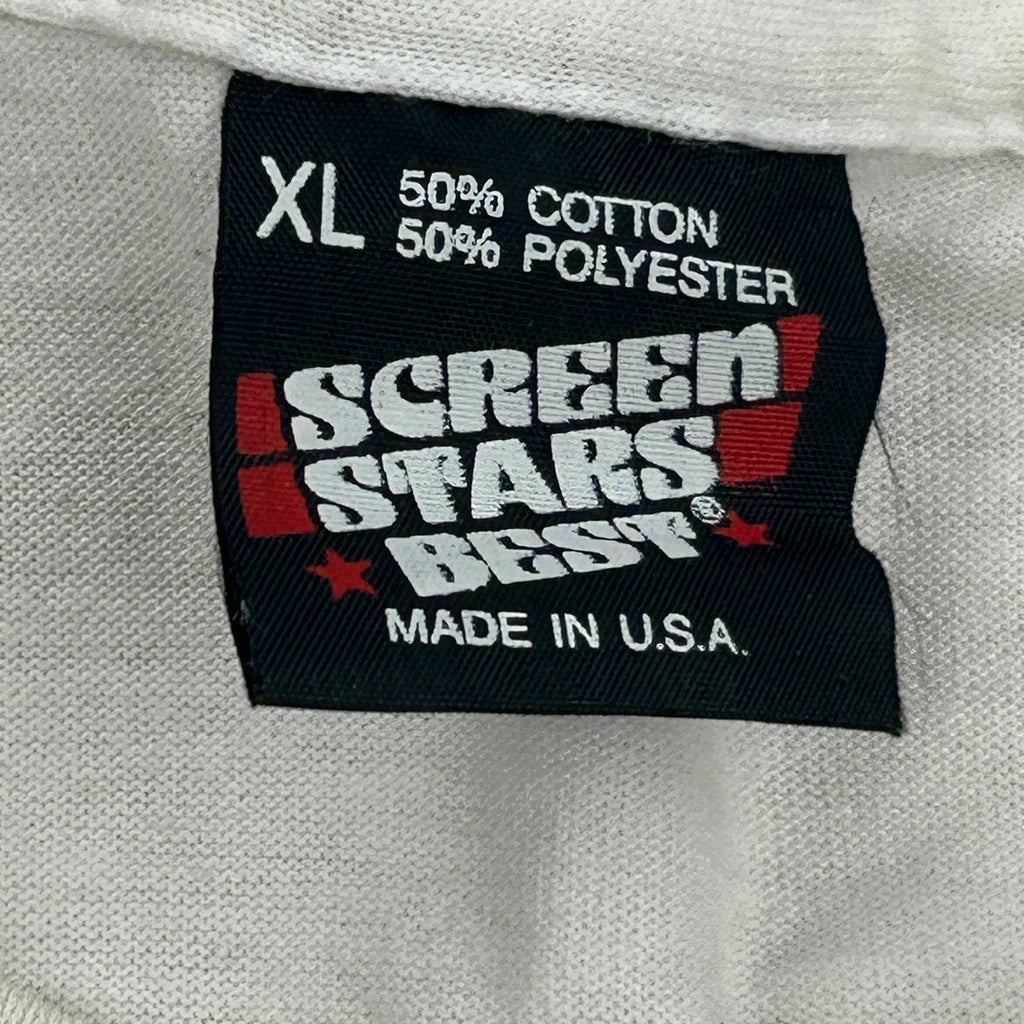 XL 50% COTTON
50% POLYESTER
SCREEN
STARS
BEST®
MADE IN U.S.A.